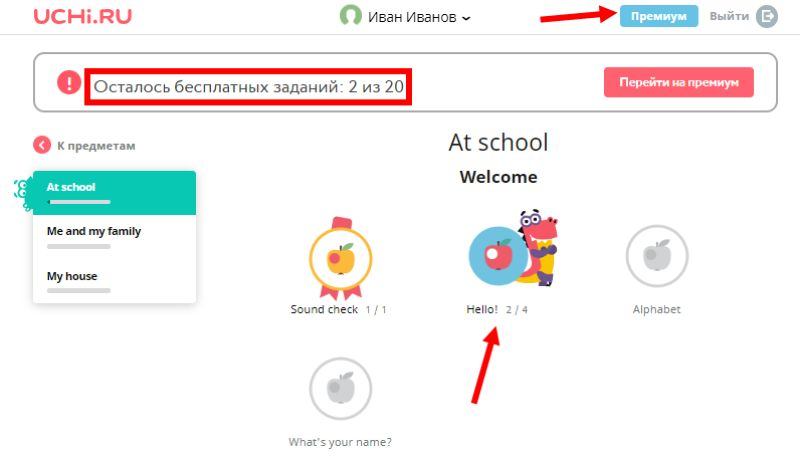 UCHi.RU
Иван Иванов
Премиум
Выйти
Осталось бесплатных заданий: 2 из 20
Перейти на премиум
К предметам
At school
Me and my family
My house
At school
Welcome
Sound check 1 / 1
Hello! 2 / 4
Alphabet
What's your name?